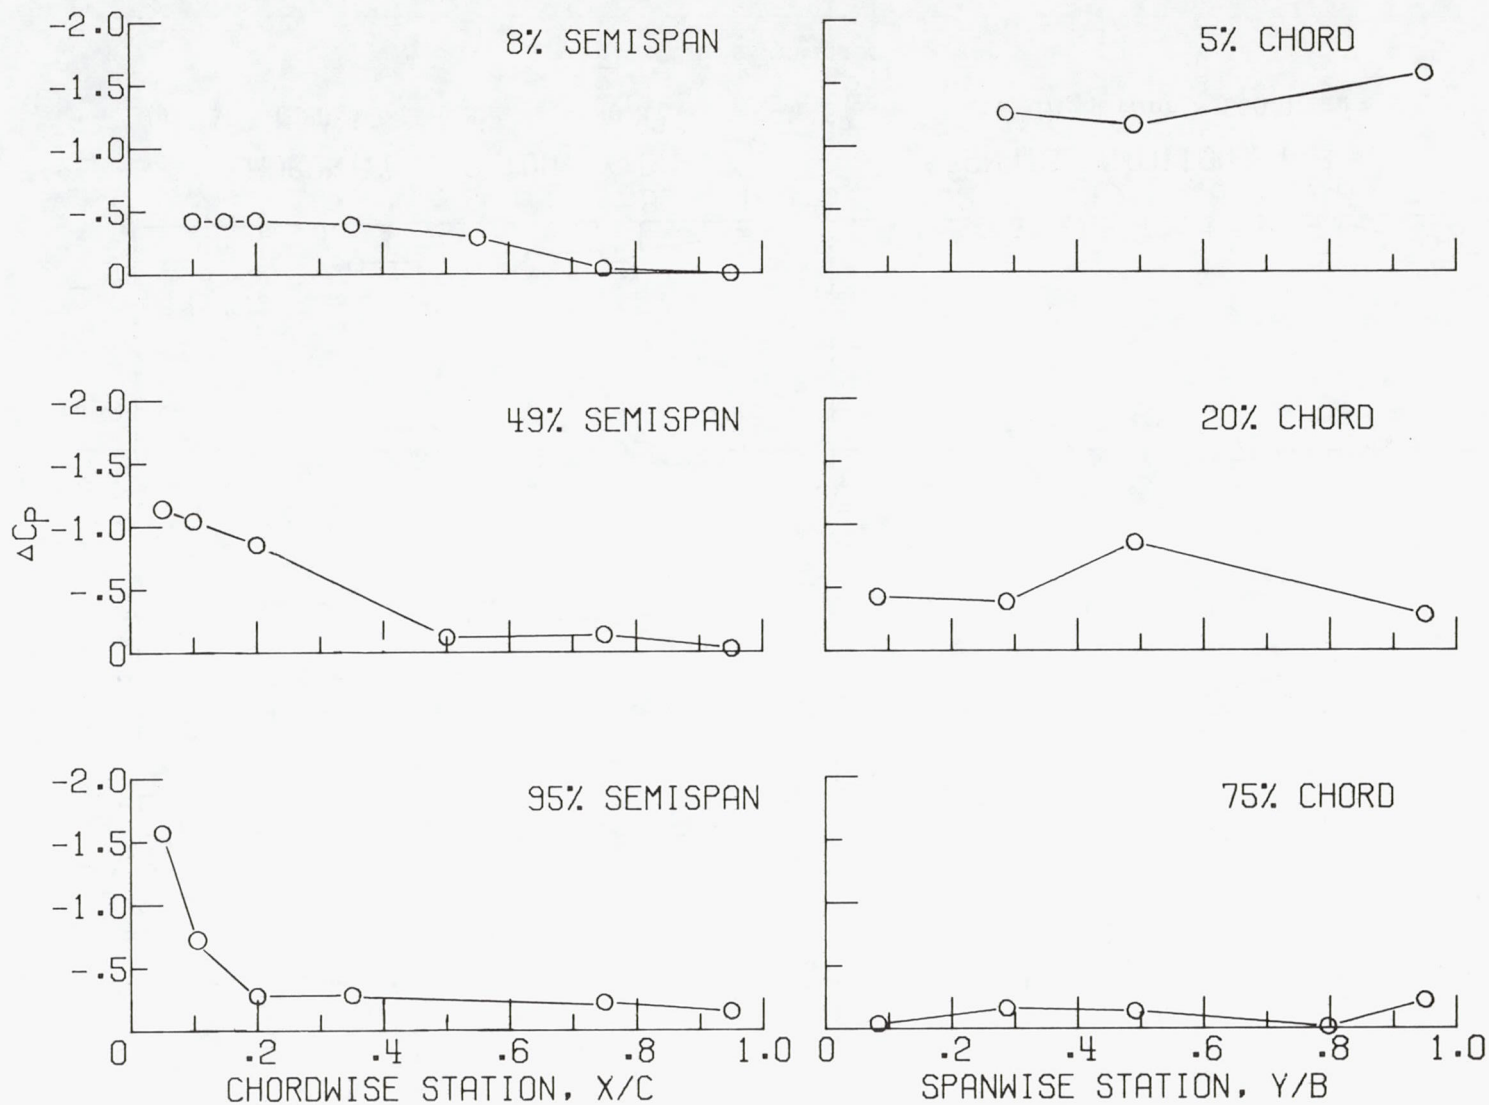 8% SEMISPAN
-2.0
-1.5
-1.0
-.5
0
5% CHORD
49% SEMISPAN
-2.0
-1.5
-1.0
-.5
0
ΔCP
20% CHORD
95% SEMISPAN
-2.0
-1.5
-1.0
-.5
0 .2 .4 .6 .8 1.0
CHORDWISE STATION, X/C
75% CHORD
0 .2 .4 .6 .8 1.0
SPANWISE STATION, Y/B